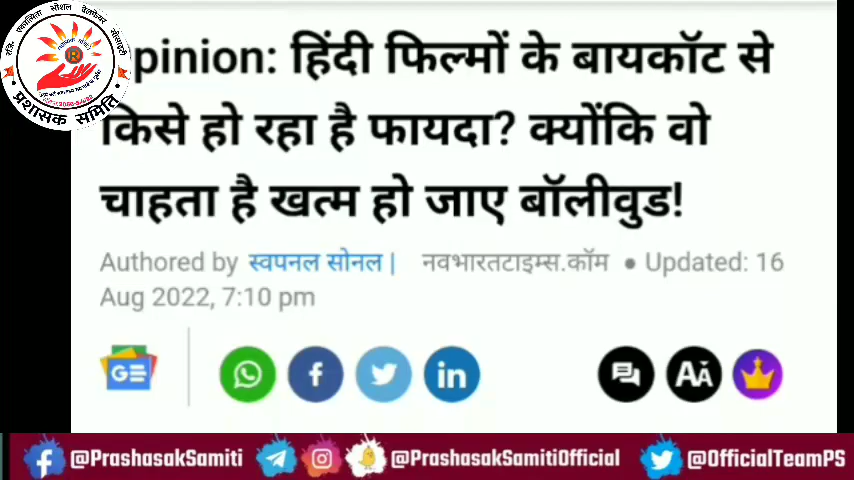 pinion: हिंदी फिल्मों के बायकॉट से
किसे हो रहा है फायदा? क्योंकि वो
चाहता है खत्म हो जाए बॉलीवुड!
Authored by स्वपनल सोनल | नवभारतटाइम्स.कॉम • Updated: 16
Aug 2022, 7:10 pm
प्रशासक समिति
@PrashasakSamiti @PrashasakSamitiOfficial @OfficialTeamPS